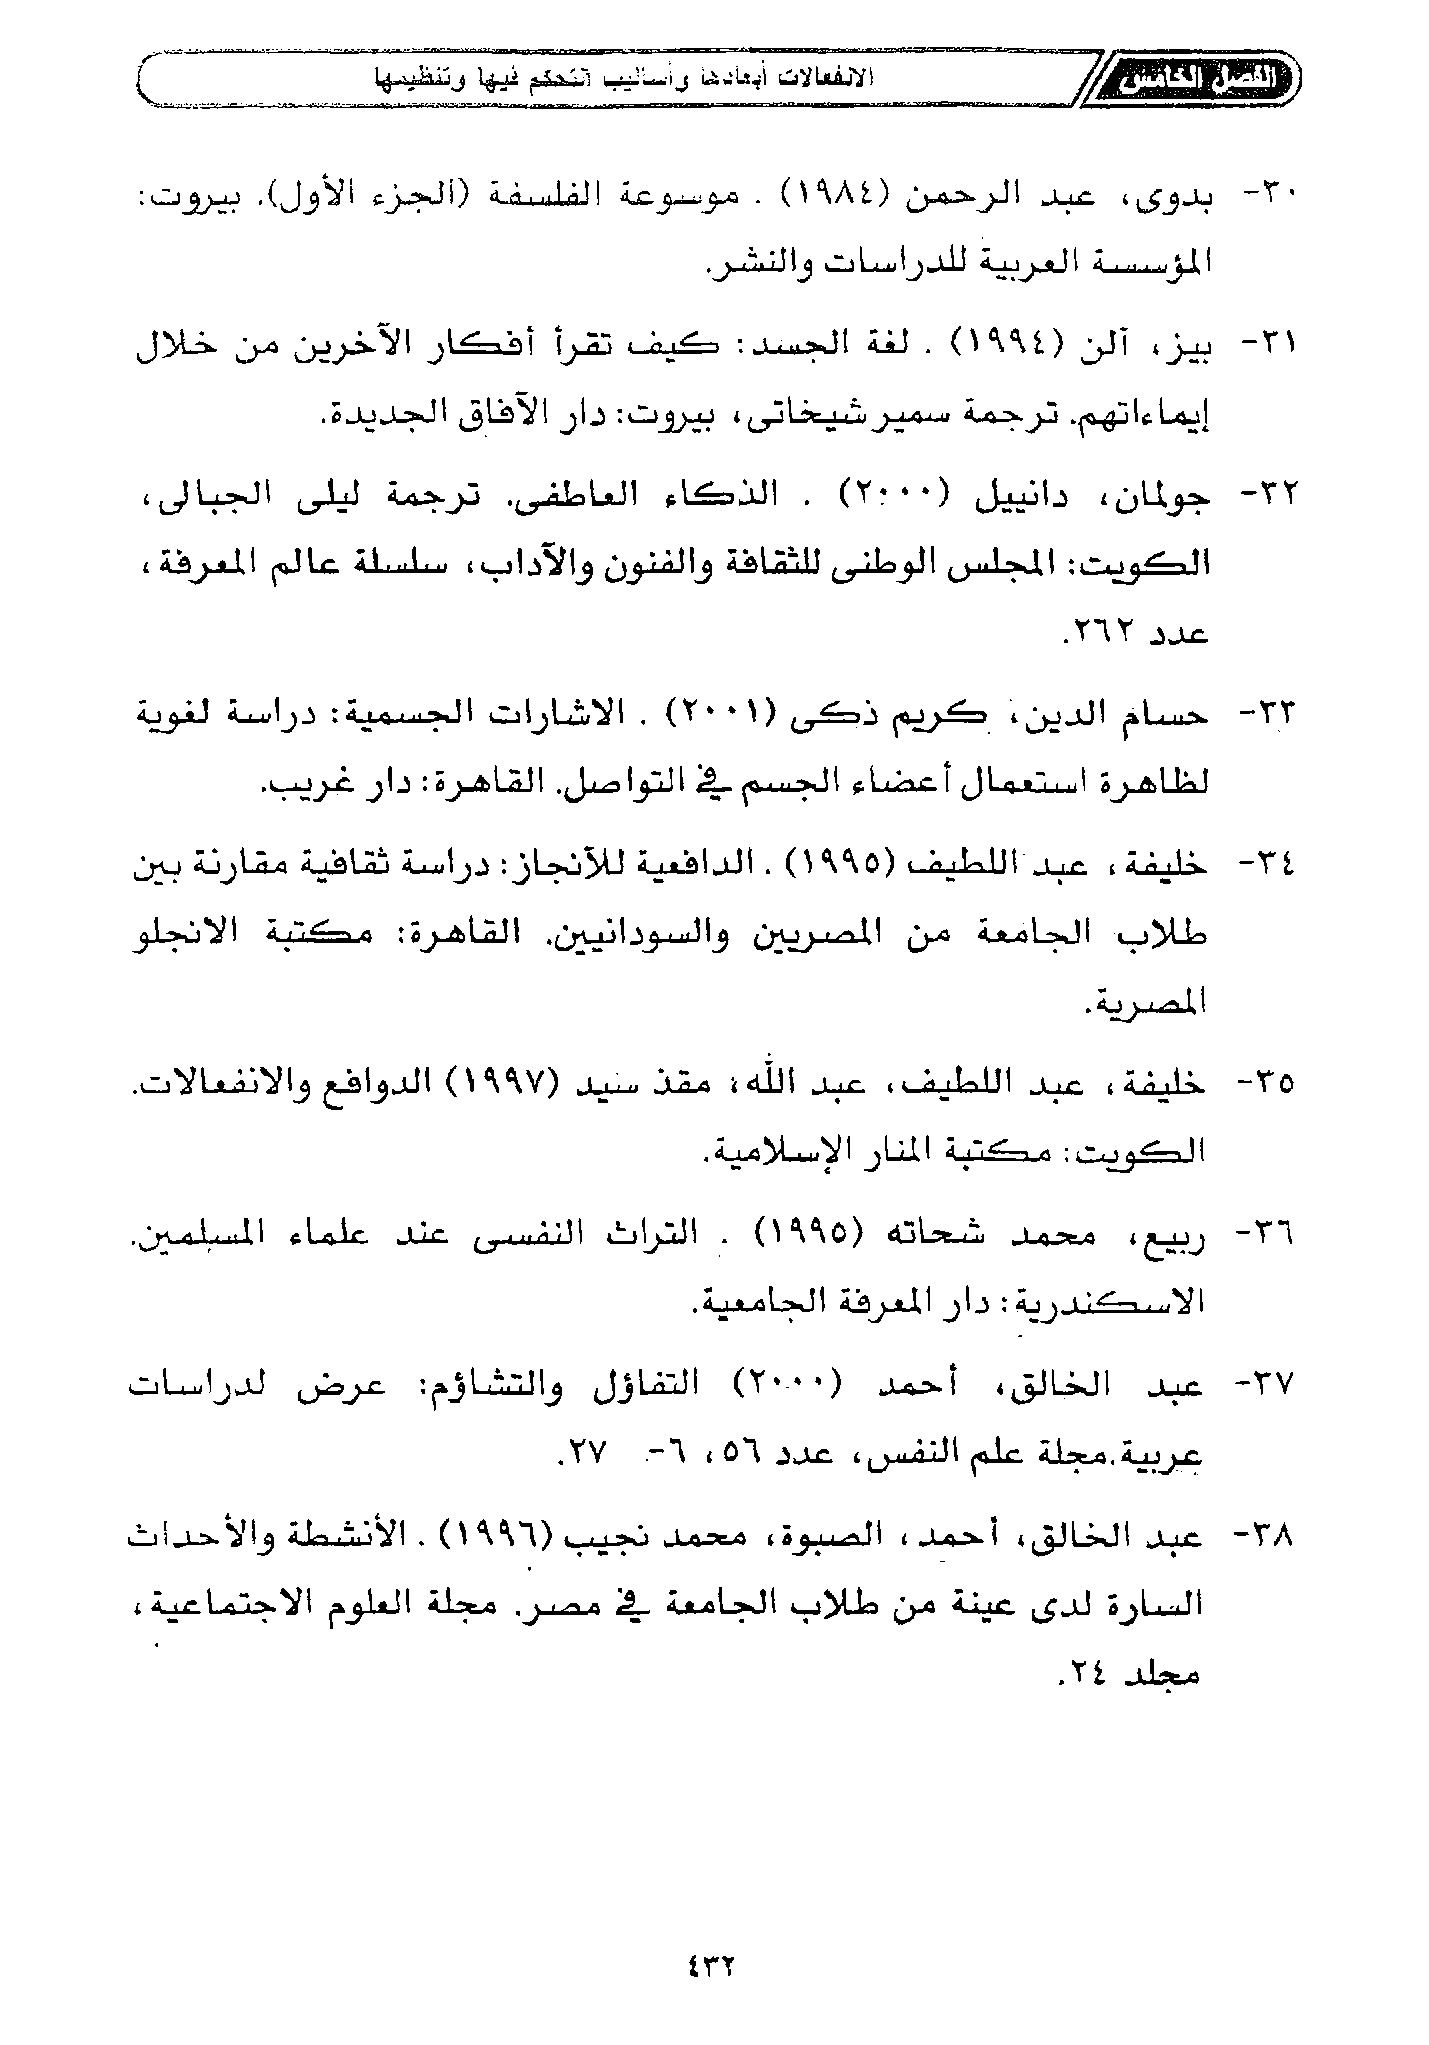 الفصل الخامس
الانفعالات أبعادها وأساليب التحكم فيها وتنظيمها
٣٠- بدوى، عبد الرحمن (١٩٨٤) . موسوعة الفلسفة (الجزء الأول). بيروت:
المؤسسة العربية للدراسات والنشر.
٣١- بيز، آلن (١٩٩٤) . لغة الجسد: كيف تقرأ أفكار الآخرين من خلال
إيماءاتهم. ترجمة سمير شيخاتى، بيروت: دار الآفاق الجديدة.
٣٢- جولمان، دانييل (٢٠٠٠) . الذكاء العاطفى. ترجمة ليلى الجبالى،
الكويت: المجلس الوطنى للثقافة والفنون والآداب، سلسلة عالم المعرفة،
عدد ٢٦٢.
٣٣- حسام الدين، كريم ذكى (٢٠٠١) . الاشارات الجسمية: دراسة لغوية
لظاهرة استعمال أعضاء الجسم في التواصل. القاهرة: دار غريب.
٣٤- خليفة، عبد اللطيف (١٩٩٥) . الدافعية للأنجاز: دراسة ثقافية مقارنة بين
طلاب الجامعة من المصريين والسودانيين. القاهرة: مكتبة الانجلو
المصرية.
٣٥- خليفة، عبد اللطيف، عبد الله، مقذ سيد (١٩٩٧) الدوافع والانفعالات.
الكويت: مكتبة المنار الإسلامية.
٣٦- ربيع، محمد شحاته (١٩٩٥) . التراث النفسى عند علماء المسلمين.
الاسكندرية: دار المعرفة الجامعية.
٣٧- عبد الخالق، أحمد (٢٠٠٠) التفاؤل والتشاؤم: عرض لدراسات
عربية.مجلة علم النفس، عدد ٥٦، ٦- ٢٧.
٣٨- عبد الخالق، أحمد، الصبوة، محمد نجيب (١٩٩٦) . الأنشطة والأحداث
السارة لدى عينة من طلاب الجامعة في مصر. مجلة العلوم الاجتماعية،
مجلد ٢٤.
٤٣٢